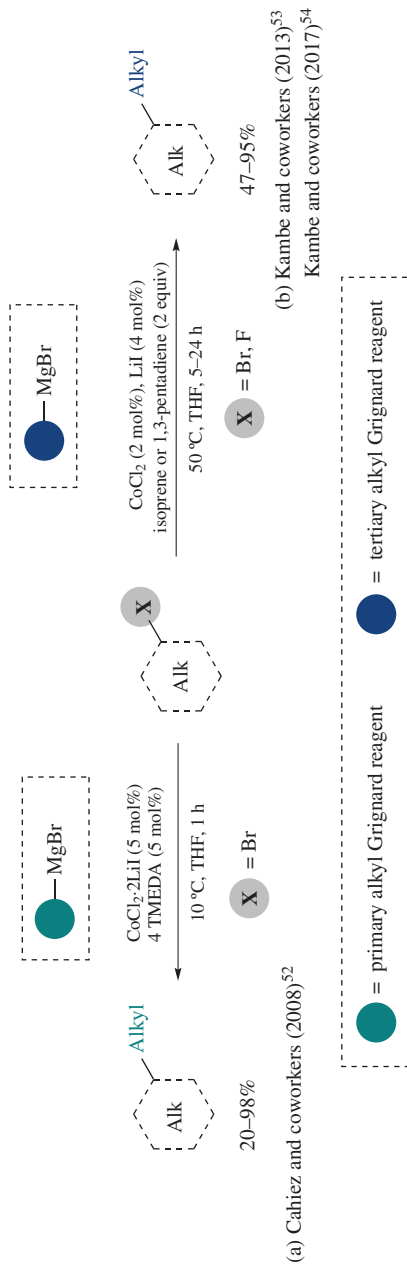 MgBr
MgBr
Alkyl
Alk
CoCl₂·2LiI (5 mol%)
4 TMEDA (5 mol%)
10 ºC, THF, 1 h
X = Br
X
Alk
CoCl₂ (2 mol%), LiI (4 mol%)
isoprene or 1,3-pentadiene (2 equiv)
50 ºC, THF, 5–24 h
X = Br, F
Alkyl
Alk
20–98%
47–95%
(a) Cahiez and coworkers (2008)⁵²
(b) Kambe and coworkers (2013)⁵³
Kambe and coworkers (2017)⁵⁴
= primary alkyl Grignard reagent
= tertiary alkyl Grignard reagent